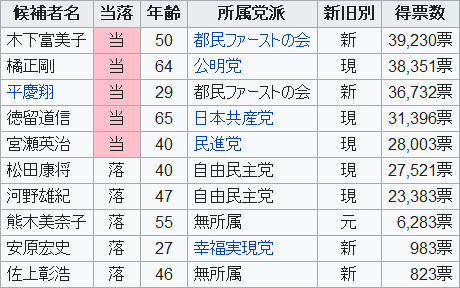 候補者名 当落 年齢 所属党派 新旧別 得票数
木下富美子 当 50 都民ファーストの会 新 39,230票
橘正剛 当 64 公明党 現 38,351票
平慶翔 当 29 都民ファーストの会 新 36,732票
徳留道信 当 65 日本共産党 現 31,396票
宮瀬英治 当 40 民進党 現 28,003票
松田康将 落 40 自由民主党 現 27,521票
河野雄紀 落 47 自由民主党 現 23,383票
熊木美奈子 落 55 無所属 元 6,283票
安原宏史 落 27 幸福実現党 新 983票
佐上彰浩 落 46 無所属 新 823票